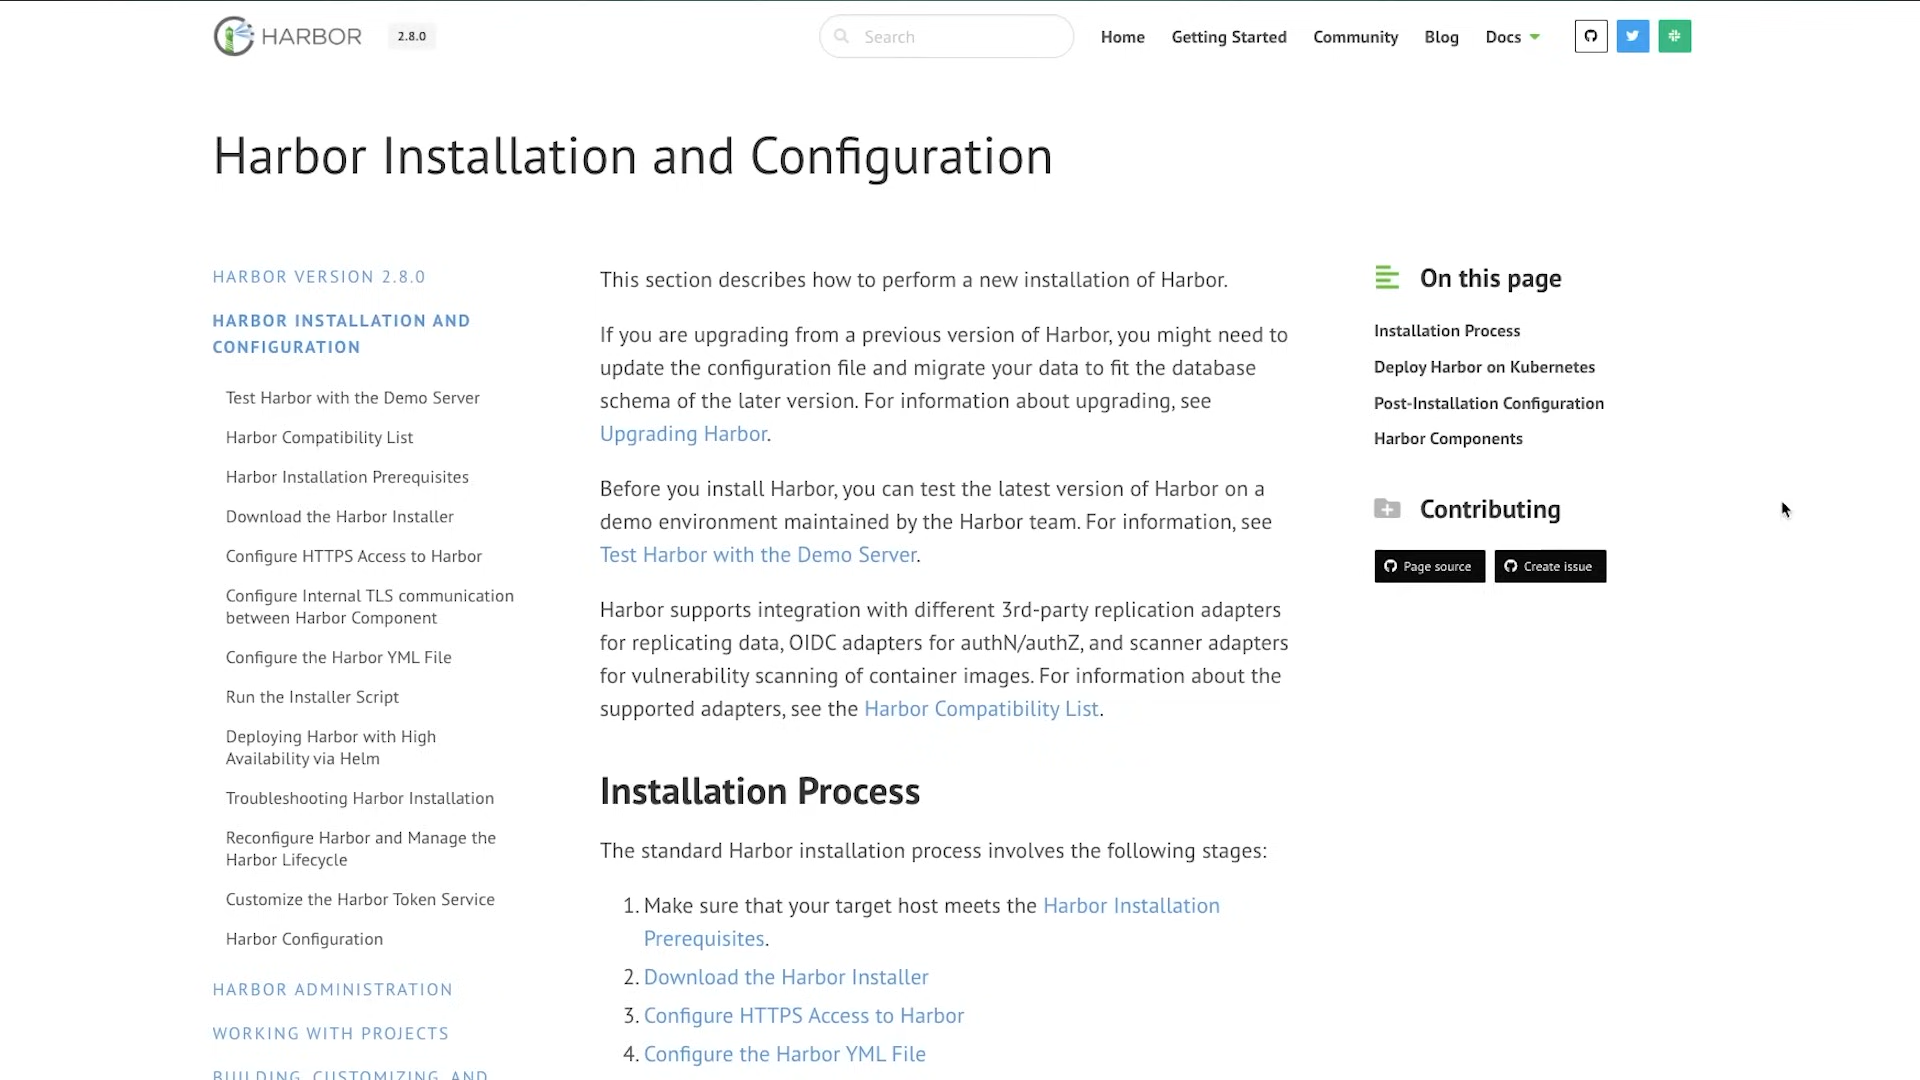 HARBOR
2.8.0
Search
Home
Getting Started
Community
Blog
Docs
Harbor Installation and Configuration
HARBOR VERSION 2.8.0
HARBOR INSTALLATION AND
CONFIGURATION
Test Harbor with the Demo Server
Harbor Compatibility List
Harbor Installation Prerequisites
Download the Harbor Installer
Configure HTTPS Access to Harbor
Configure Internal TLS communication
between Harbor Component
Configure the Harbor YML File
Run the Installer Script
Deploying Harbor with High
Availability via Helm
Troubleshooting Harbor Installation
Reconfigure Harbor and Manage the
Harbor Lifecycle
Customize the Harbor Token Service
Harbor Configuration
HARBOR ADMINISTRATION
WORKING WITH PROJECTS
BUILDING, CUSTOMIZING, AND
This section describes how to perform a new installation of Harbor.
If you are upgrading from a previous version of Harbor, you might need to
update the configuration file and migrate your data to fit the database
schema of the later version. For information about upgrading, see
Upgrading Harbor.
Before you install Harbor, you can test the latest version of Harbor on a
demo environment maintained by the Harbor team. For information, see
Test Harbor with the Demo Server.
Harbor supports integration with different 3rd-party replication adapters
for replicating data, OIDC adapters for authN/authZ, and scanner adapters
for vulnerability scanning of container images. For information about the
supported adapters, see the Harbor Compatibility List.
Installation Process
The standard Harbor installation process involves the following stages:
1. Make sure that your target host meets the Harbor Installation
Prerequisites.
2. Download the Harbor Installer
3. Configure HTTPS Access to Harbor
4. Configure the Harbor YML File
On this page
Installation Process
Deploy Harbor on Kubernetes
Post-Installation Configuration
Harbor Components
Contributing
Page source
Create issue